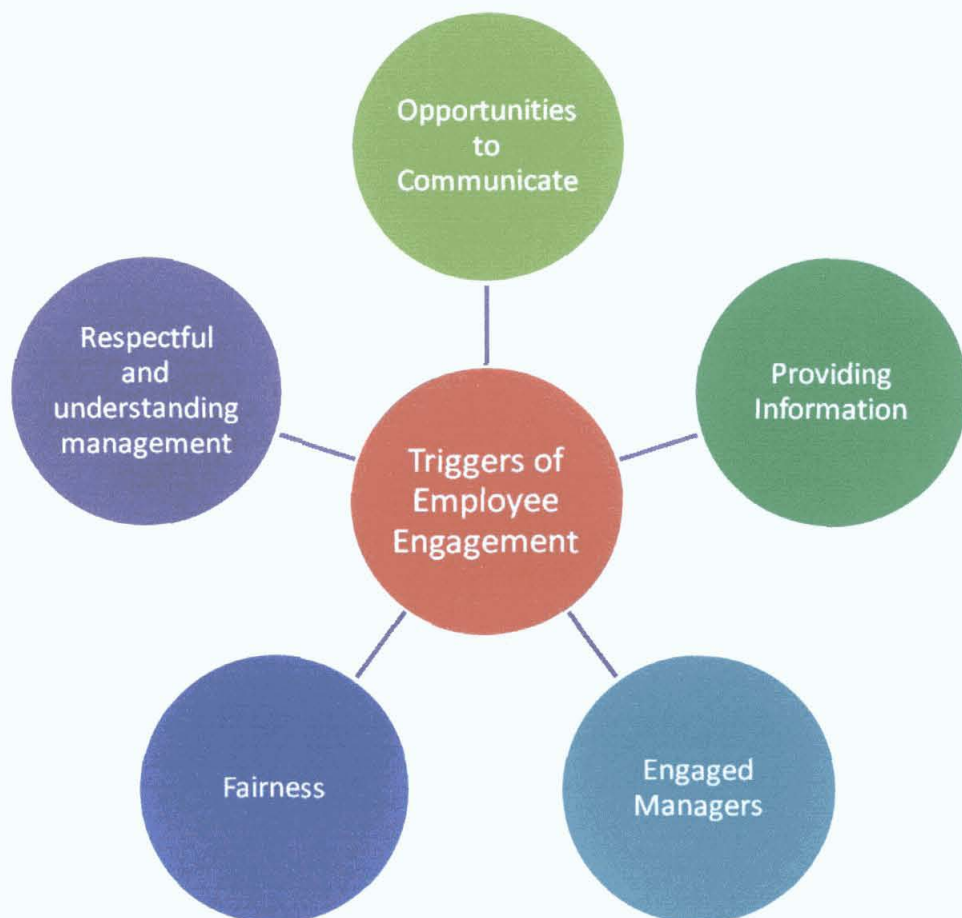 Opportunities
to
Communicate
Respectful
and
understanding
management
Providing
Information
Triggers of
Employee
Engagement
Fairness
Engaged
Managers